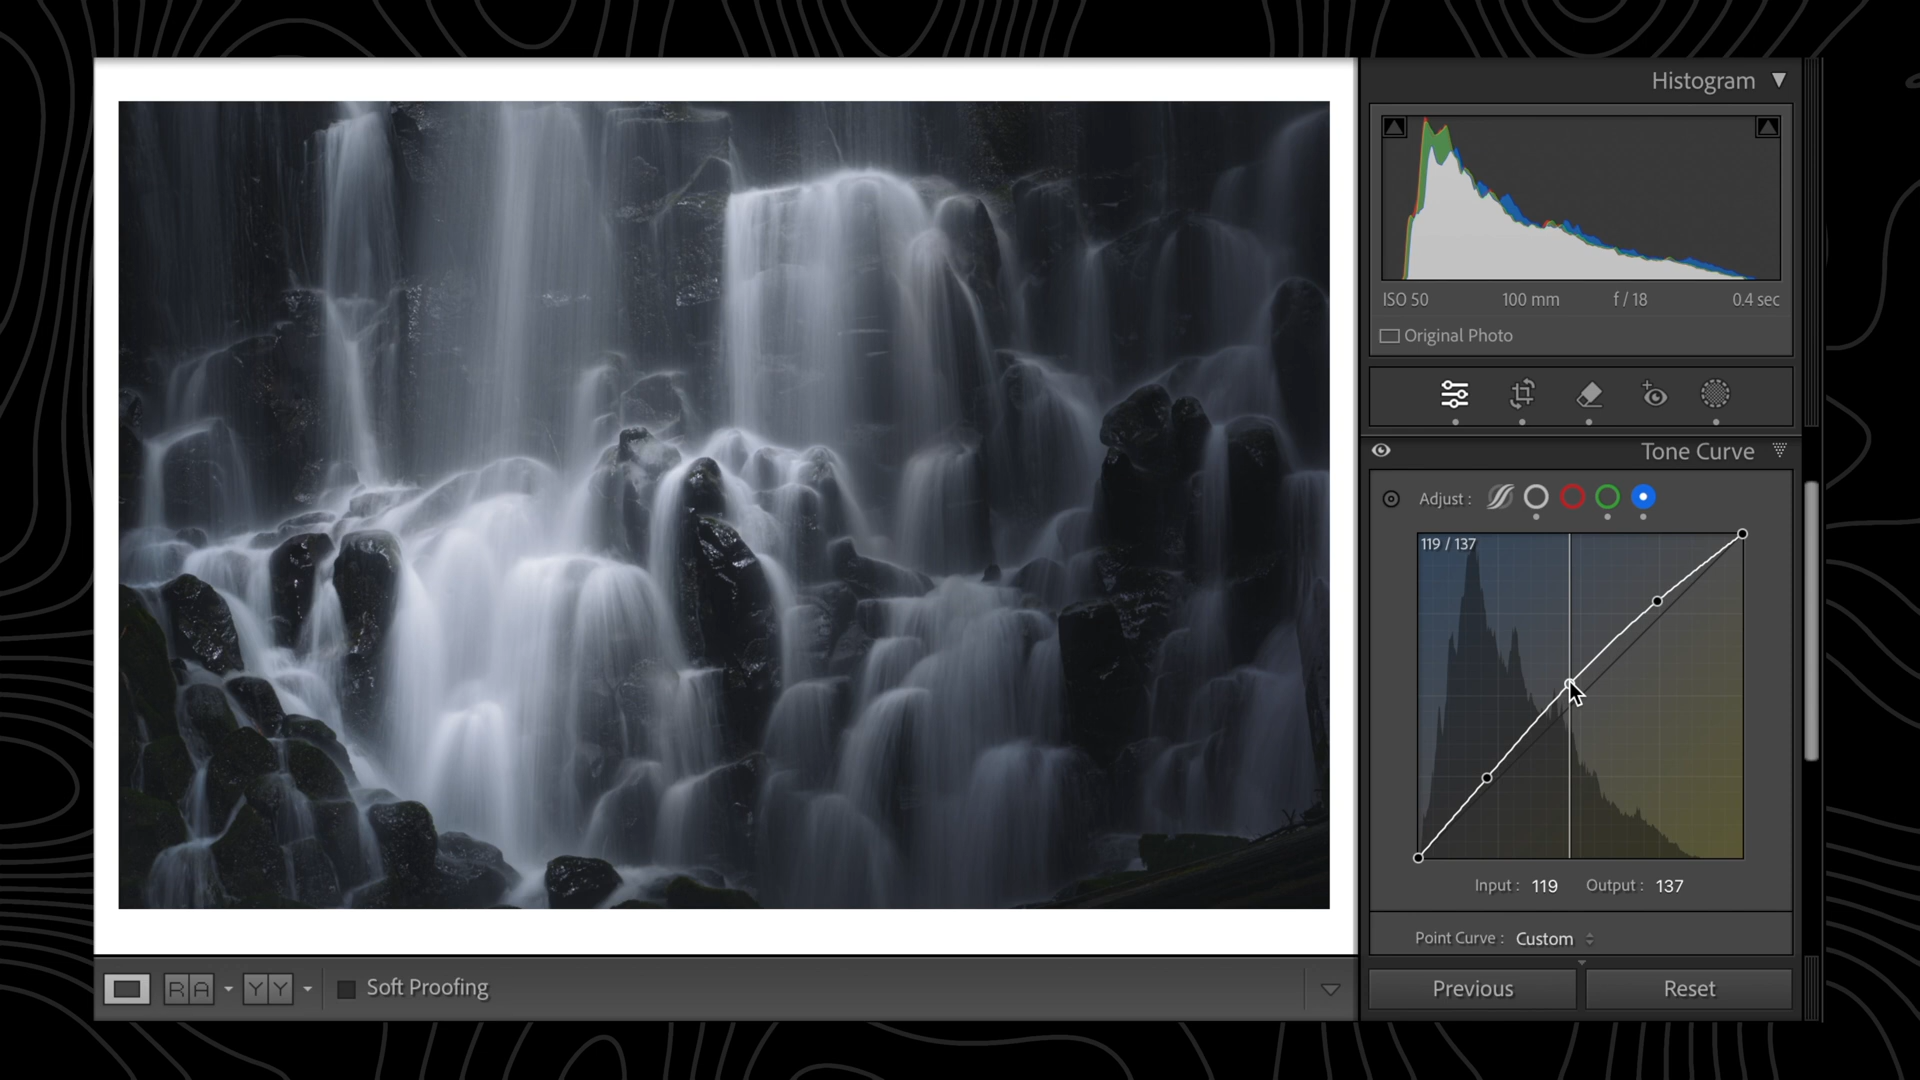 Histogram
ISO 50 100 mm f / 18 0.4 sec
Original Photo
Tone Curve
Adjust :
119 / 137
Input : 119 Output : 137
Point Curve : Custom
R A Y Y Soft Proofing
Previous Reset